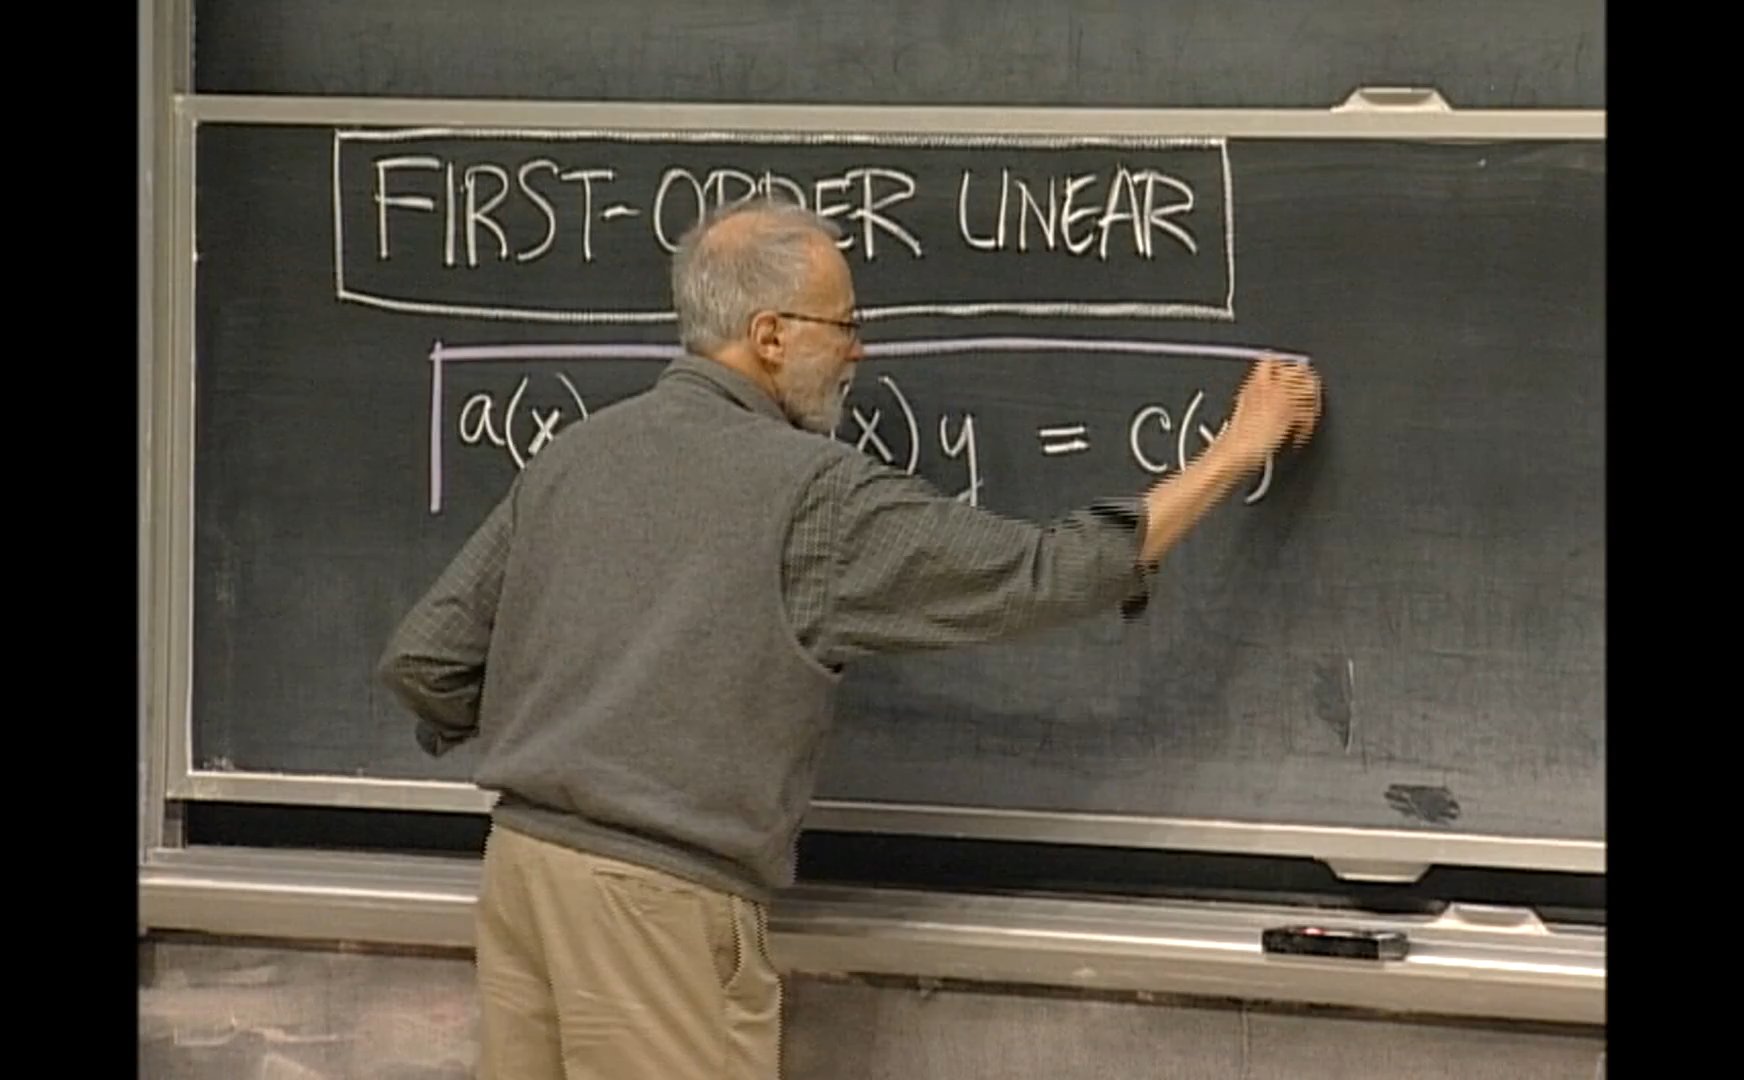 FIRST-ORDER LINEAR
a(x) (x) y = c(x)